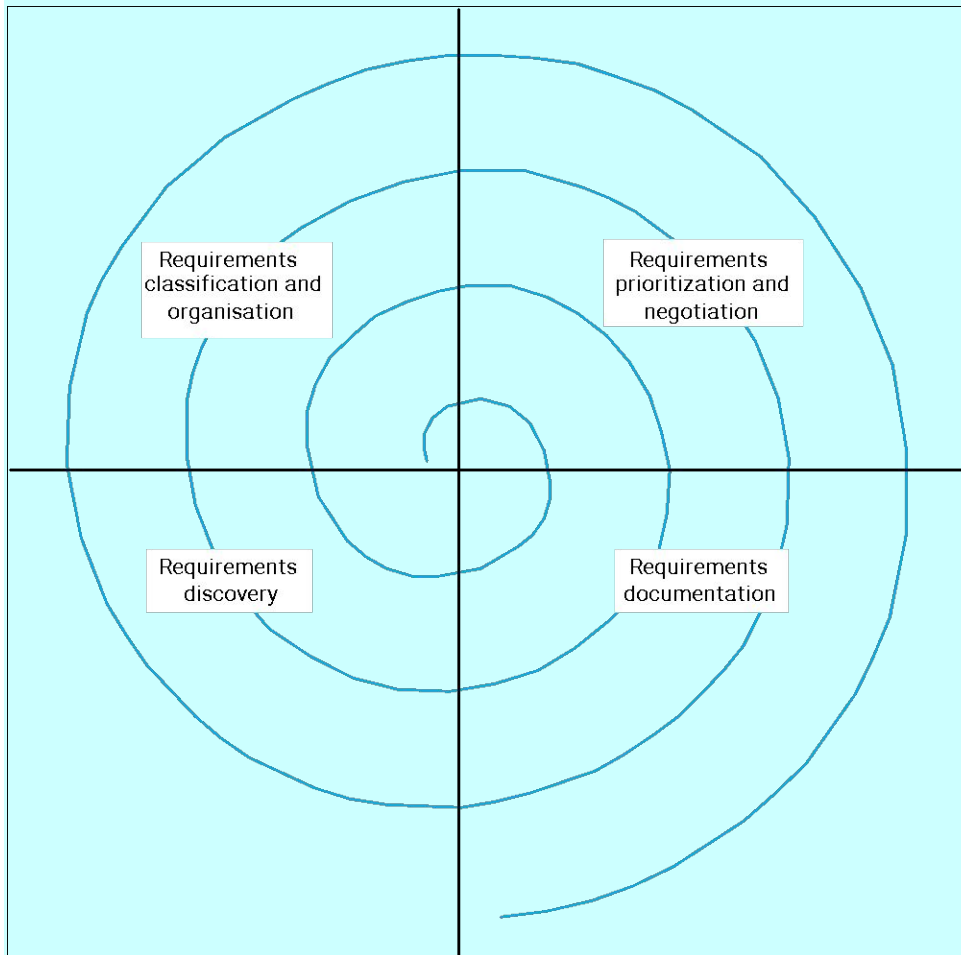 Requirements
classification and
organisation
Requirements
prioritization and
negotiation
Requirements
discovery
Requirements
documentation